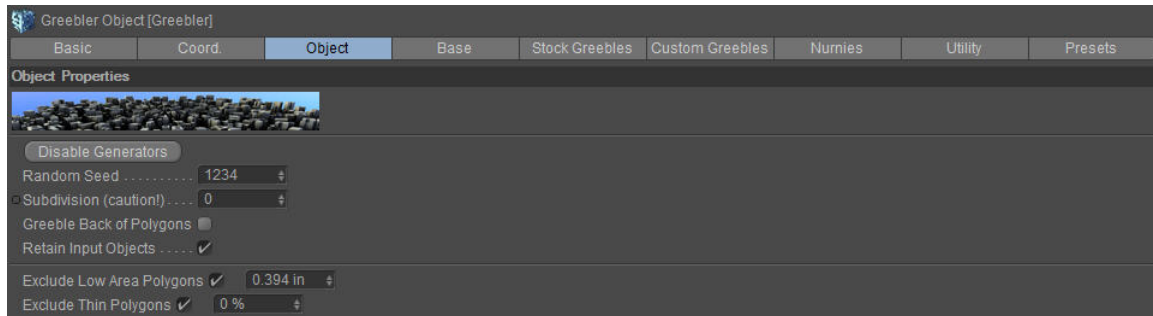 Greebler Object [Greebler]
Basic Coord. Object Base Stock Greebles Custom Greebles Nurnies Utility Presets
Object Properties
Disable Generators
Random Seed . . . . . . . . . . 1234
Subdivision (caution!) . . . . 0
Greeble Back of Polygons
Retain Input Objects . . . . .
Exclude Low Area Polygons 0.394 in
Exclude Thin Polygons 0 %